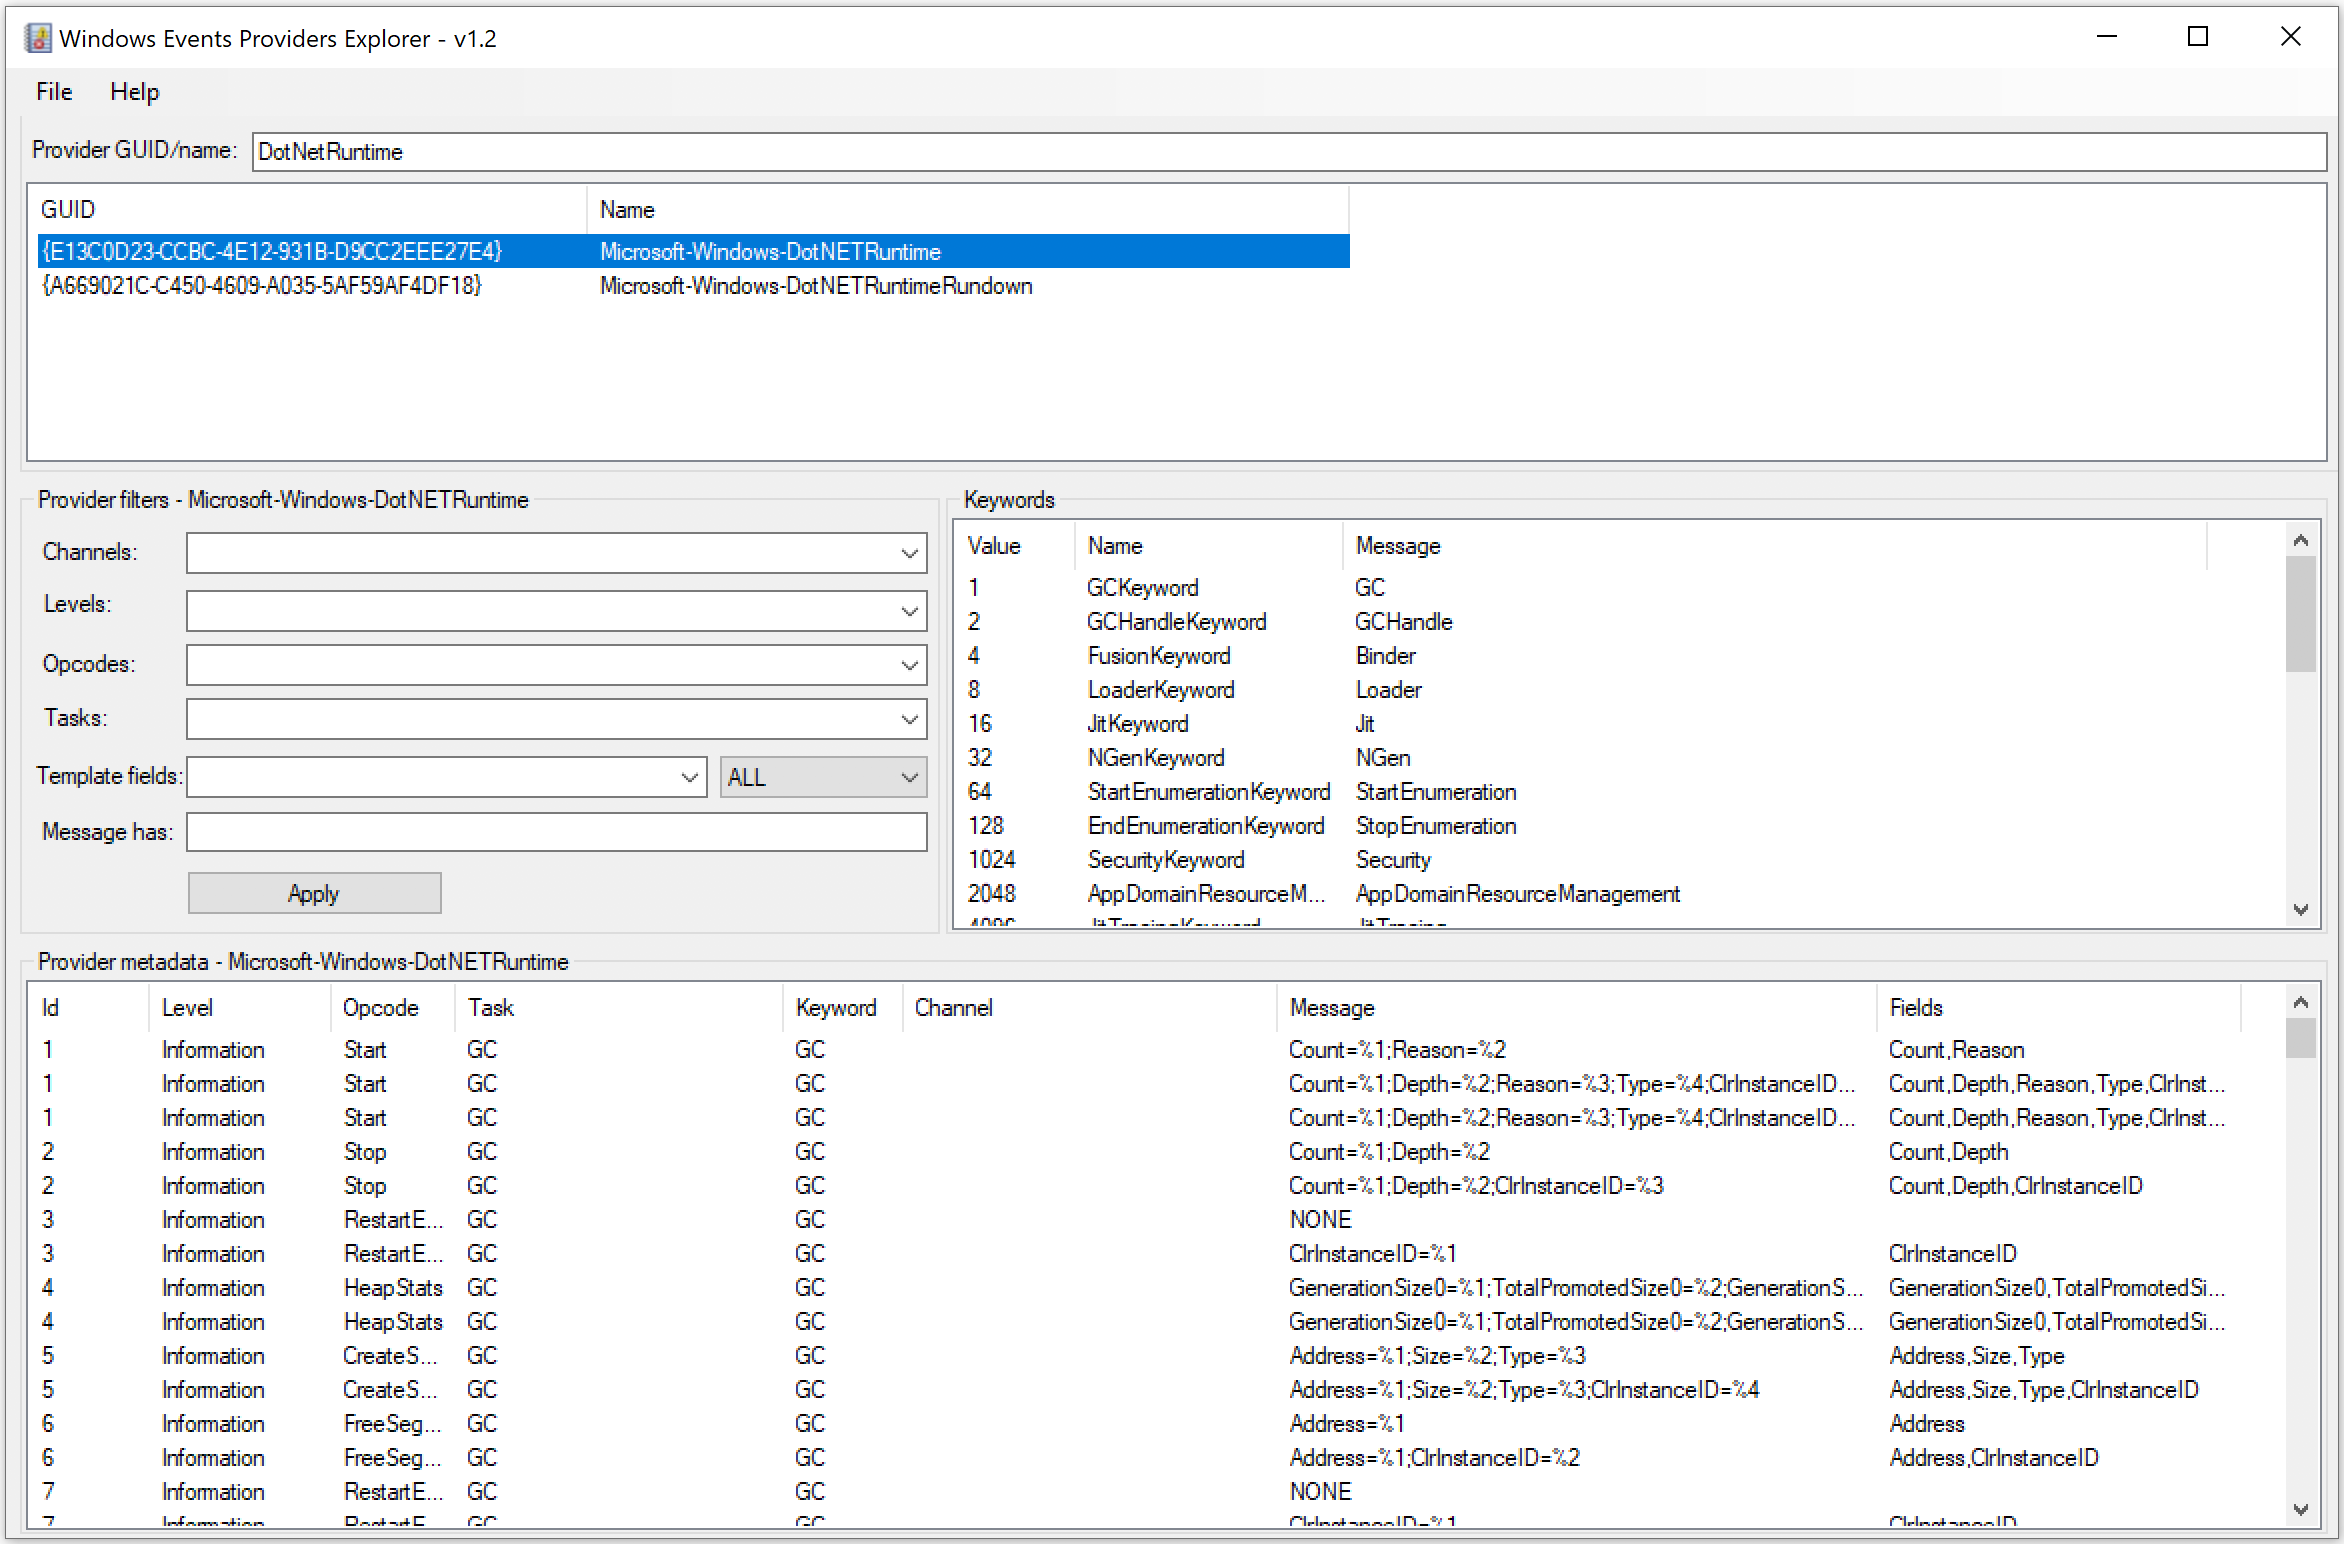 Windows Events Providers Explorer - v1.2
File Help
Provider GUID/name: DotNetRuntime
GUID Name
{E13C0D23-CCBC-4E12-931B-D9CC2EEE27E4} Microsoft-Windows-DotNETRuntime
{A669021C-C450-4609-A035-5AF59AF4DF18} Microsoft-Windows-DotNETRuntimeRundown
Provider filters - Microsoft-Windows-DotNETRuntime
Channels:
Levels:
Opcodes:
Tasks:
Template fields: ALL
Message has:
Apply
Keywords
Value Name Message
1 GCKeyword GC
2 GCHandleKeyword GCHandle
4 FusionKeyword Binder
8 LoaderKeyword Loader
16 JitKeyword Jit
32 NGenKeyword NGen
64 StartEnumerationKeyword StartEnumeration
128 EndEnumerationKeyword StopEnumeration
1024 SecurityKeyword Security
2048 AppDomainResourceM... AppDomainResourceManagement
4096 JitTracingKeyword JitTracing
Provider metadata - Microsoft-Windows-DotNETRuntime
Id Level Opcode Task Keyword Channel Message Fields
1 Information Start GC GC Count=%1;Reason=%2 Count,Reason
1 Information Start GC GC Count=%1;Depth=%2;Reason=%3;Type=%4;ClrInstanceID... Count,Depth,Reason,Type,ClrInst...
1 Information Start GC GC Count=%1;Depth=%2;Reason=%3;Type=%4;ClrInstanceID... Count,Depth,Reason,Type,ClrInst...
2 Information Stop GC GC Count=%1;Depth=%2 Count,Depth
2 Information Stop GC GC Count=%1;Depth=%2;ClrInstanceID=%3 Count,Depth,ClrInstanceID
3 Information RestartE... GC GC NONE
3 Information RestartE... GC GC ClrInstanceID=%1 ClrInstanceID
4 Information HeapStats GC GC GenerationSize0=%1;TotalPromotedSize0=%2;GenerationS... GenerationSize0,TotalPromotedSi...
4 Information HeapStats GC GC GenerationSize0=%1;TotalPromotedSize0=%2;GenerationS... GenerationSize0,TotalPromotedSi...
5 Information CreateS... GC GC Address=%1;Size=%2;Type=%3 Address,Size,Type
5 Information CreateS... GC GC Address=%1;Size=%2;Type=%3;ClrInstanceID=%4 Address,Size,Type,ClrInstanceID
6 Information FreeSeg... GC GC Address=%1 Address
6 Information FreeSeg... GC GC Address=%1;ClrInstanceID=%2 Address,ClrInstanceID
7 Information RestartE... GC GC NONE
7 Information RestartE GC GC ClrInstanceID=%1 ClrInstanceID